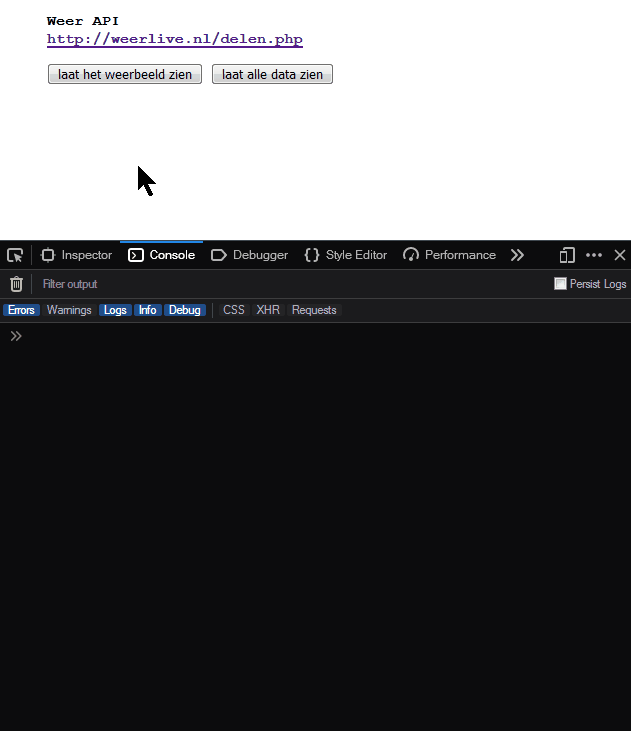 Weer API
http://weerlive.nl/delen.php
laat het weerbeeld zien laat alle data zien
Inspector Console Debugger Style Editor Performance
Filter output Persist Logs
Errors Warnings Logs Info Debug CSS XHR Requests